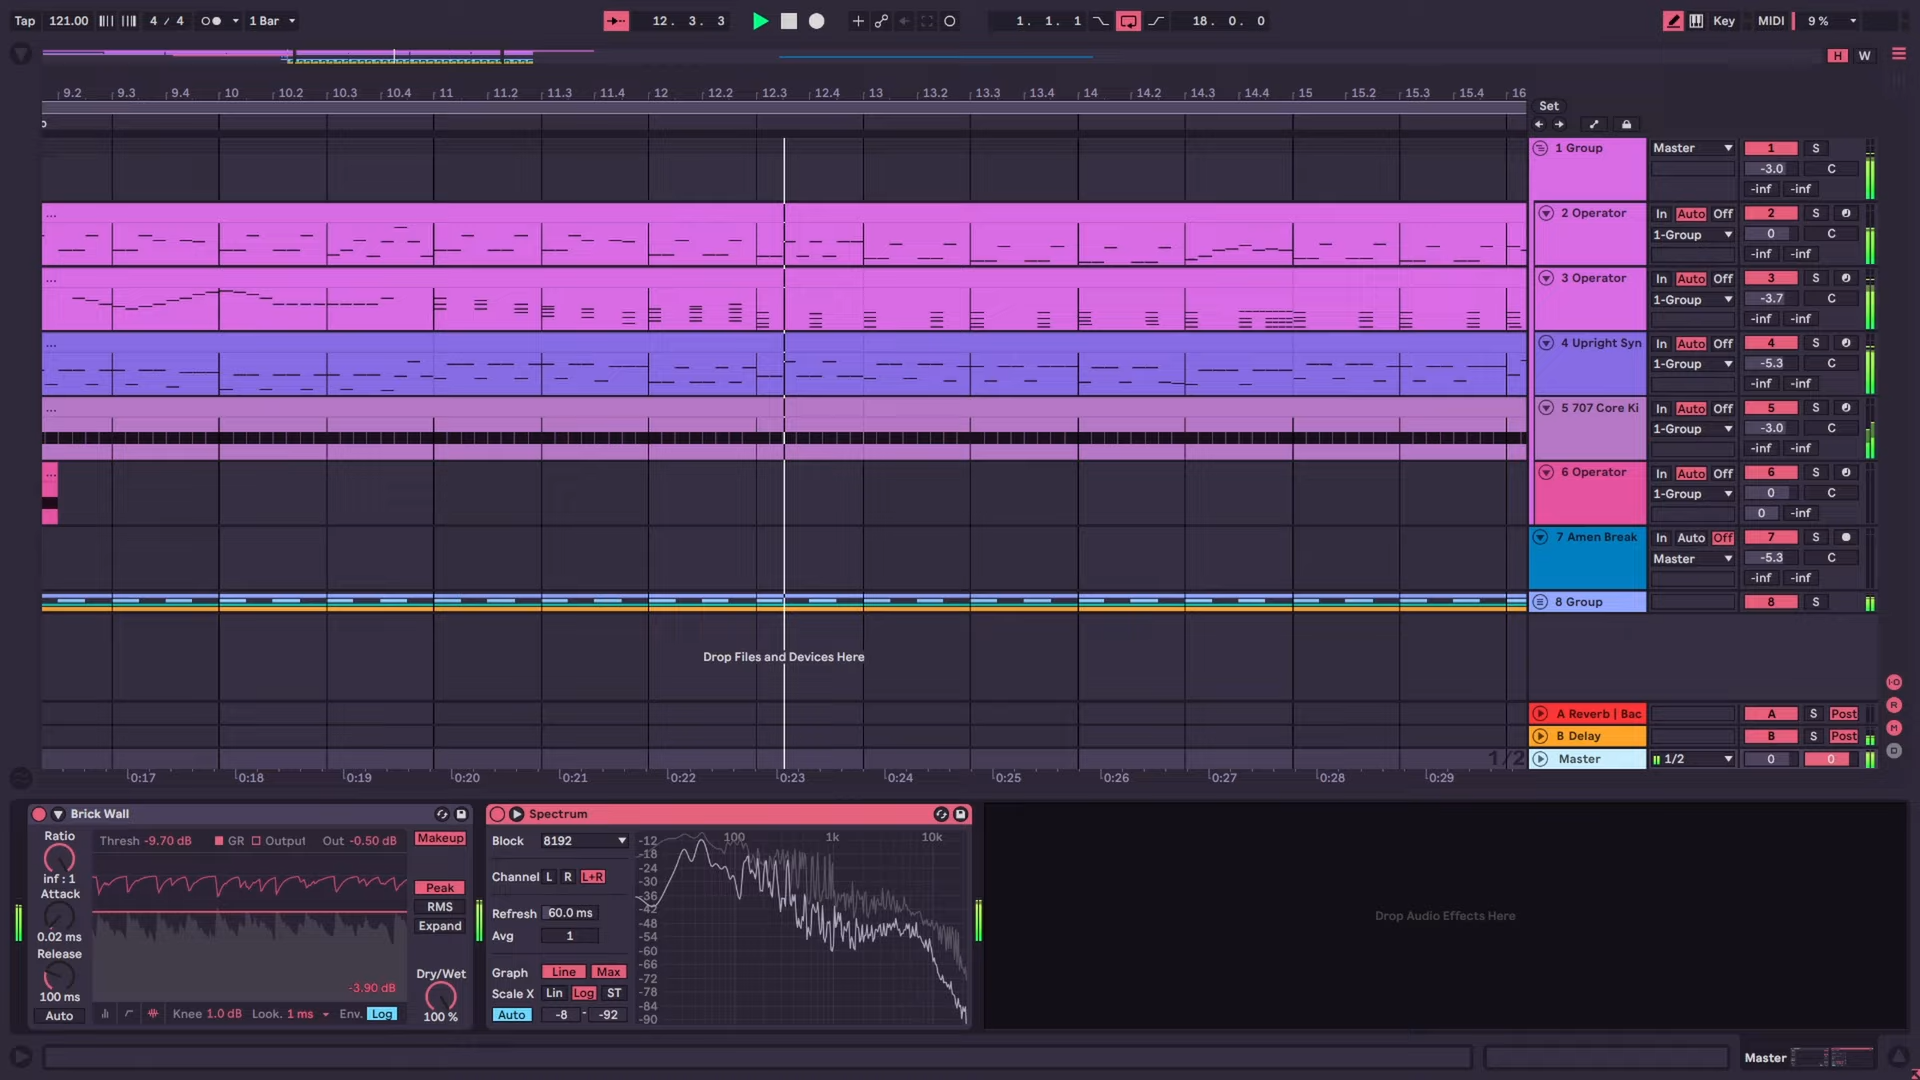 Tap 121.00 4 / 4 1 Bar 12. 3. 3 1. 1. 1 18. 0. 0 Key MIDI 9 %
H W
9.2 9.3 9.4 10 10.2 10.3 10.4 11 11.2 11.3 11.4 12 12.2 12.3 12.4 13 13.2 13.3 13.4 14 14.2 14.3 14.4 15 15.2 15.3 15.4 16
Set
1 Group Master 1 S
-3.0 C
-inf -inf
... 2 Operator In Auto Off 2 S
1-Group 0 C
-inf -inf
... 3 Operator In Auto Off 3 S
1-Group -3.7 C
-inf -inf
... 4 Upright Syn In Auto Off 4 S
1-Group -5.3 C
-inf -inf
... 5 707 Core Ki In Auto Off 5 S
1-Group -3.0 C
-inf -inf
... 6 Operator In Auto Off 6 S
1-Group 0 C
0 -inf
7 Amen Break In Auto Off 7 S
Master -5.3 C
-inf -inf
8 Group 8 S
Drop Files and Devices Here
A Reverb | Bac A S Post
B Delay B S Post
1/2 Master 1/2 0 0
I·O
R
M
D
0:17 0:18 0:19 0:20 0:21 0:22 0:23 0:24 0:25 0:26 0:27 0:28 0:29
Brick Wall
Ratio
inf : 1
Attack
0.02 ms
Release
100 ms
Auto
Thresh -9.70 dB GR Output Out -0.50 dB
-3.90 dB
Knee 1.0 dB Look. 1 ms Env. Log
Makeup
Peak
RMS
Expand
Dry/Wet
100 %
Spectrum
Block 8192
Channel L R L+R
Refresh 60.0 ms
Avg 1
Graph Line Max
Scale X Lin Log ST
Auto -8 - -92
100 1k 10k
-12
-18
-24
-30
-36
-42
-48
-54
-60
-66
-72
-78
-84
-90
Drop Audio Effects Here
Master